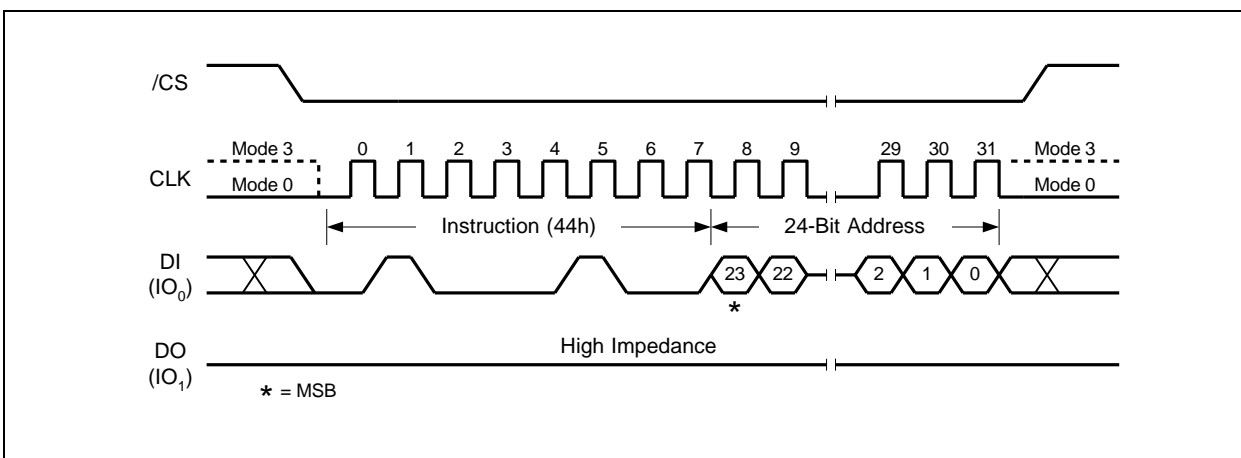 /CS
Mode 3 0 1 2 3 4 5 6 7 8 9 29 30 31 Mode 3
CLK
Mode 0 Mode 0
Instruction (44h) 24-Bit Address
DI
(IO₀)
23 22 2 1 0
*
High Impedance
DO
(IO₁)
* = MSB